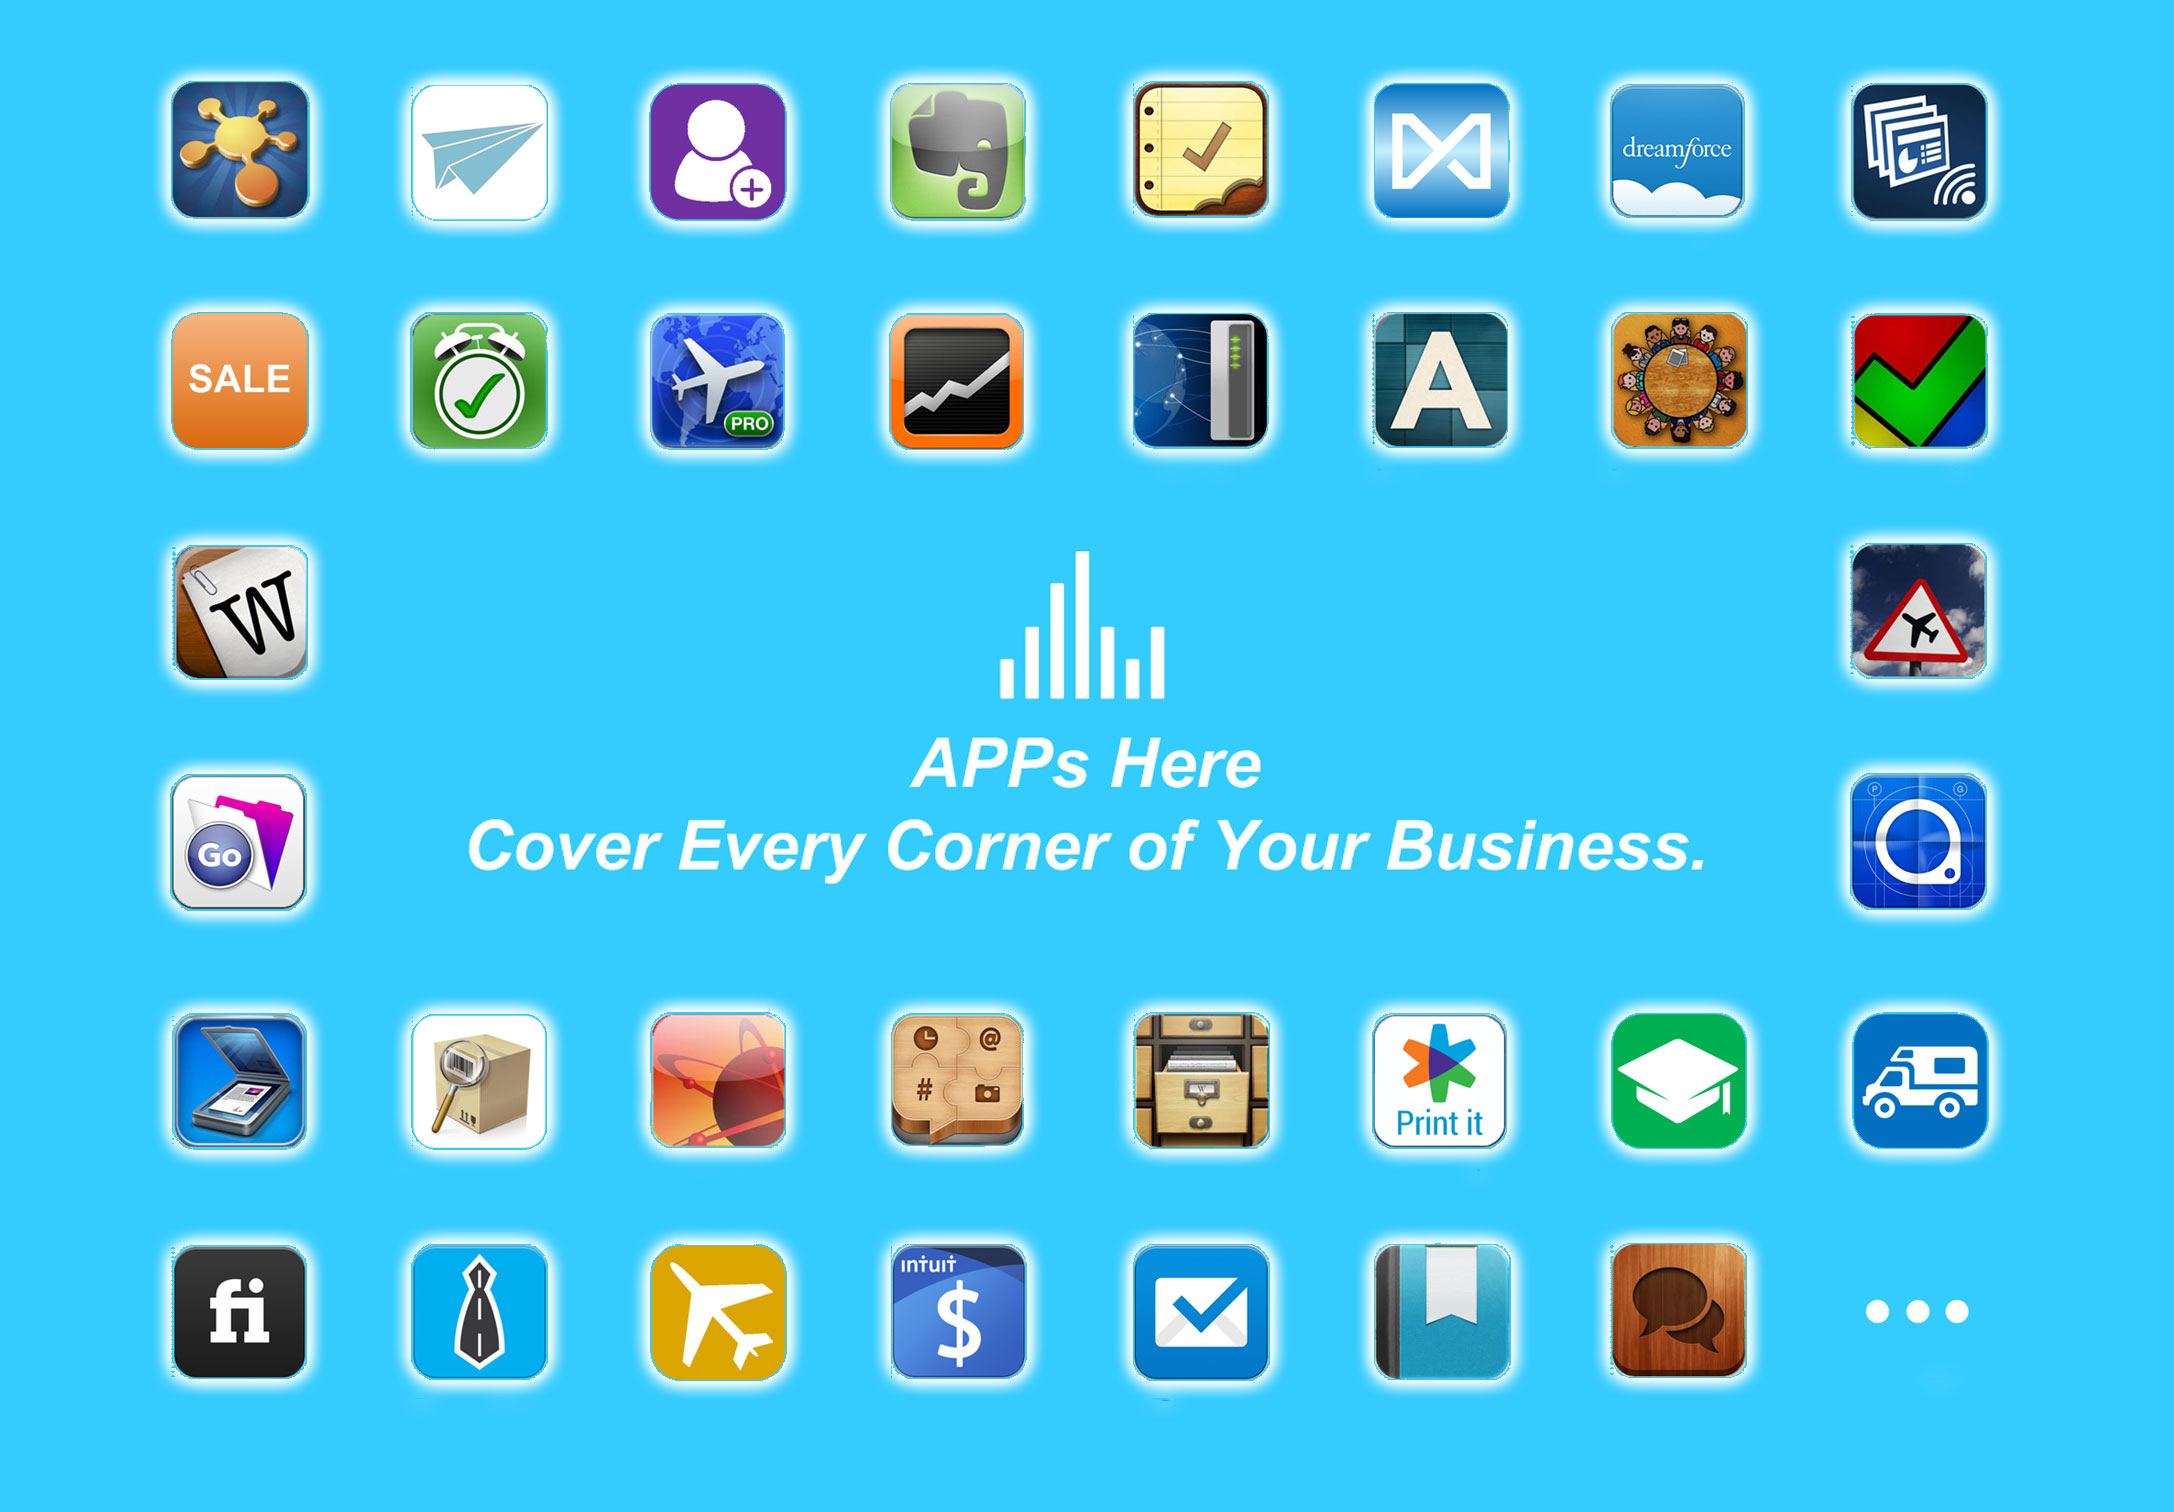 dreamforce
SALE
PRO
A
W
APPs Here
Cover Every Corner of Your Business.
Go
P G
@
#
Print it
fi
intuit
$